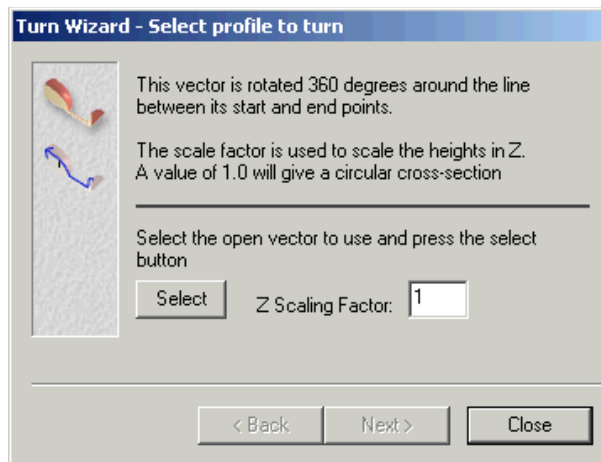 Turn Wizard - Select profile to turn
This vector is rotated 360 degrees around the line
between its start and end points.
The scale factor is used to scale the heights in Z.
A value of 1.0 will give a circular cross-section
Select the open vector to use and press the select
button
Select Z Scaling Factor: 1
< Back Next > Close